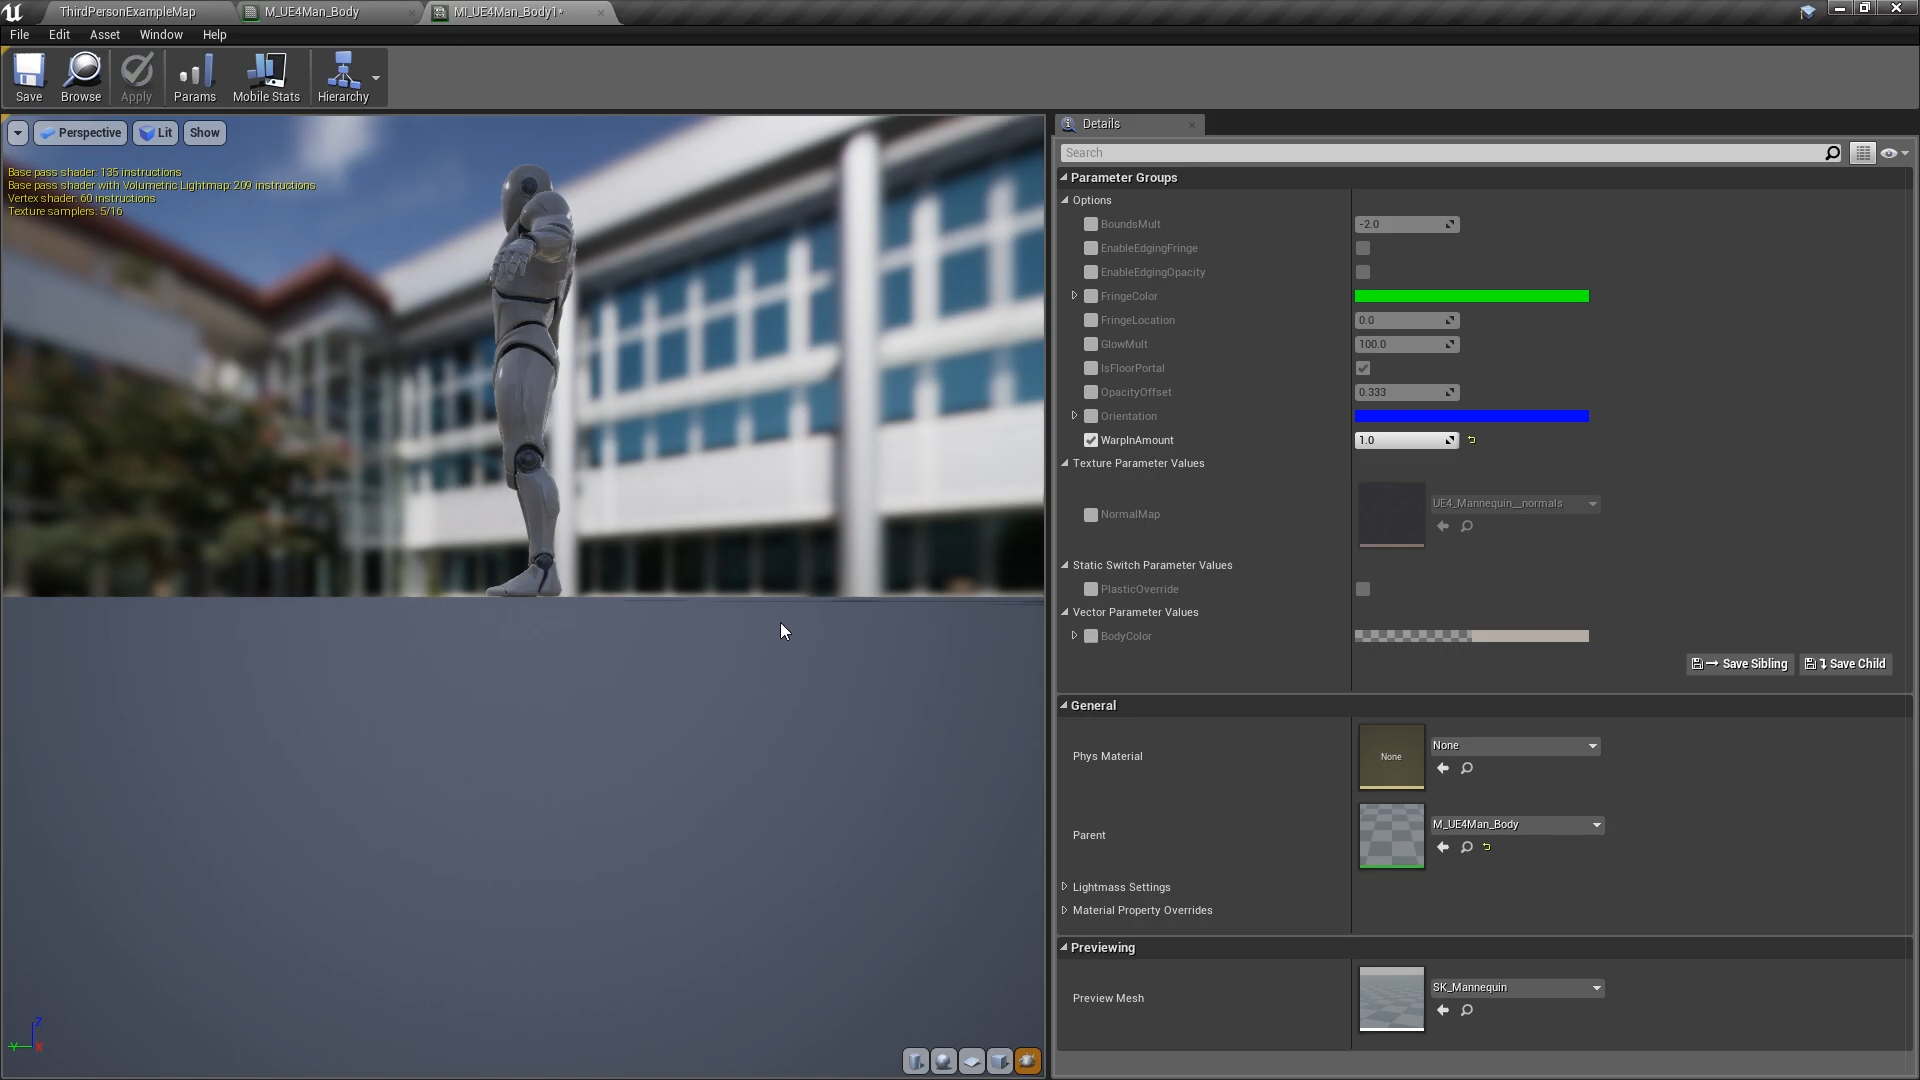 ThirdPersonExampleMap
M_UE4Man_Body
MI_UE4Man_Body1*
File Edit Asset Window Help
Save Browse Apply Params Mobile Stats Hierarchy
Perspective Lit Show
Base pass shader: 135 instructions
Base pass shader with Volumetric Lightmap: 209 instructions
Vertex shader: 60 instructions
Texture samplers: 5/16
Z
Y
X
Details
Search
Parameter Groups
Options
BoundsMult -2.0
EnableEdgingFringe
EnableEdgingOpacity
FringeColor
FringeLocation 0.0
GlowMult 100.0
IsFloorPortal
OpacityOffset 0.333
Orientation
WarpInAmount 1.0
Texture Parameter Values
NormalMap UE4_Mannequin__normals
Static Switch Parameter Values
PlasticOverride
Vector Parameter Values
BodyColor
Save Sibling Save Child
General
Phys Material None None
Parent M_UE4Man_Body
Lightmass Settings
Material Property Overrides
Previewing
Preview Mesh SK_Mannequin